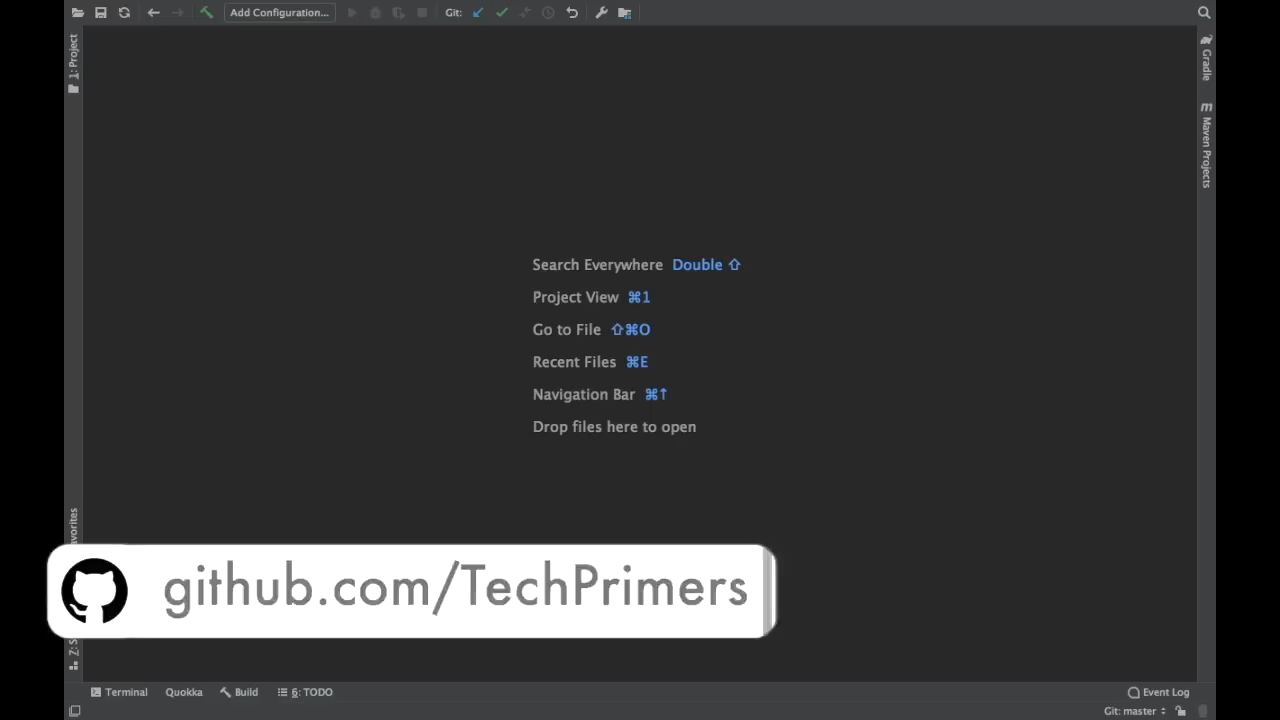 Add Configuration...
Git:
1: Project
Gradle
m
Maven Projects
Search Everywhere Double ⇧
Project View ⌘1
Go to File ⇧⌘O
Recent Files ⌘E
Navigation Bar ⌘↑
Drop files here to open
github.com/TechPrimers
Terminal
Quokka
Build
6: TODO
Event Log
Git: master